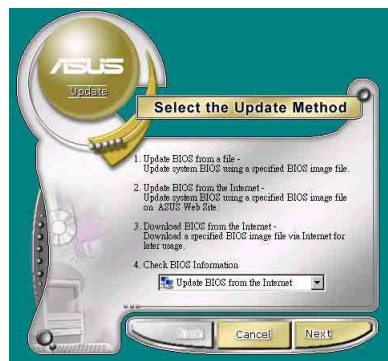 ASUS
Update
Select the Update Method
1. Update BIOS from a file -
Update system BIOS using a specified BIOS image file.
2. Update BIOS from the Internet -
Update system BIOS using a specified BIOS image file
on ASUS Web Site.
3. Download BIOS from the Internet -
Download a specified BIOS image file via Internet for
later usage.
4. Check BIOS Information
Update BIOS from the Internet
Back Cancel Next